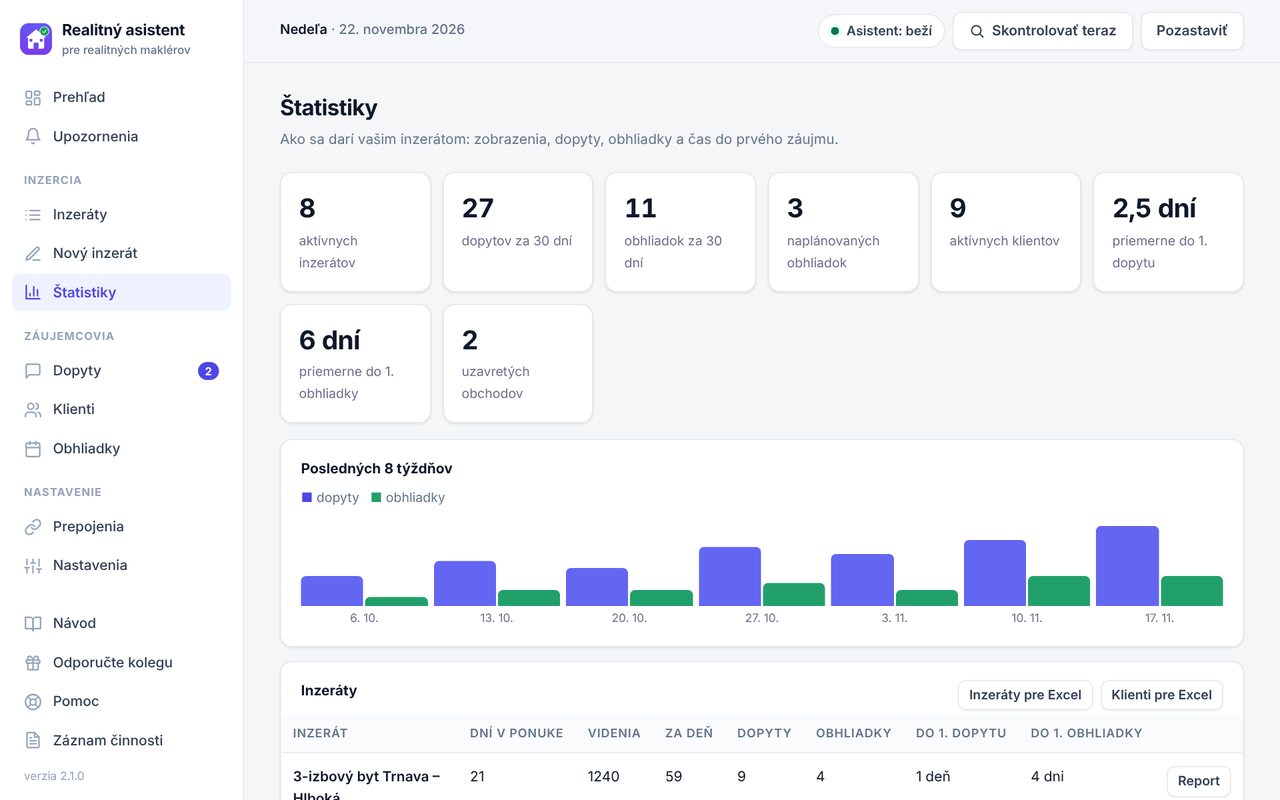 Realitný asistent
pre realitných maklérov
Prehľad
Upozornenia
INZERCIA
Inzeráty
Nový inzerát
Štatistiky
ZÁUJEMCOVIA
Dopyty 2
Klienti
Obhliadky
NASTAVENIE
Prepojenia
Nastavenia
Návod
Odporučte kolegu
Pomoc
Záznam činnosti
verzia 2.1.0
Nedeľa · 22. novembra 2026
Asistent: beží
Skontrolovať teraz
Pozastaviť
Štatistiky
Ako sa darí vašim inzerátom: zobrazenia, dopyty, obhliadky a čas do prvého záujmu.
8
aktívnych
inzerátov
27
dopytov za 30 dní
11
obhliadok za 30
dní
3
naplánovaných
obhliadok
9
aktívnych klientov
2,5 dní
priemerne do 1.
dopytu
6 dní
priemerne do 1.
obhliadky
2
uzavretých
obchodov
Posledných 8 týždňov
dopyty obhliadky
6. 10. 13. 10. 20. 10. 27. 10. 3. 11. 10. 11. 17. 11.
Inzeráty
Inzeráty pre Excel
Klienti pre Excel
INZERÁT DNÍ V PONUKE VIDENIA ZA DEŇ DOPYTY OBHLIADKY DO 1. DOPYTU DO 1. OBHLIADKY
3-izbový byt Trnava – 21 1240 59 9 4 1 deň 4 dni Report
Hlboká